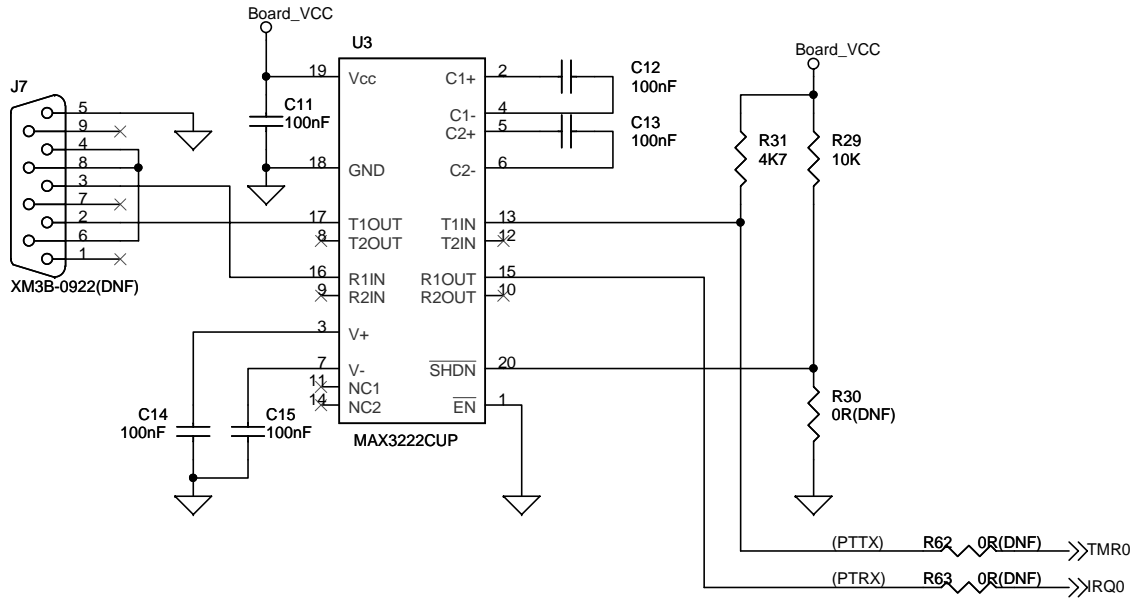 Board_VCC
U3
J7
5
9
4
8
3
7
2
6
1
XM3B-0922(DNF)
C11
100nF
19
Vcc
18
GND
17
T1OUT
8
T2OUT
16
R1IN
9
R2IN
3
V+
7
V-
11
NC1
14
NC2
C1+
2
C1-
4
C2+
5
C2-
6
T1IN
13
T2IN
12
R1OUT
15
R2OUT
10
SHDN
20
EN
1
MAX3222CUP
C12
100nF
C13
100nF
C14
100nF
C15
100nF
Board_VCC
R31
4K7
R29
10K
R30
0R(DNF)
(PTTX)
R62
0R(DNF)
TMR0
(PTRX)
R63
0R(DNF)
IRQ0